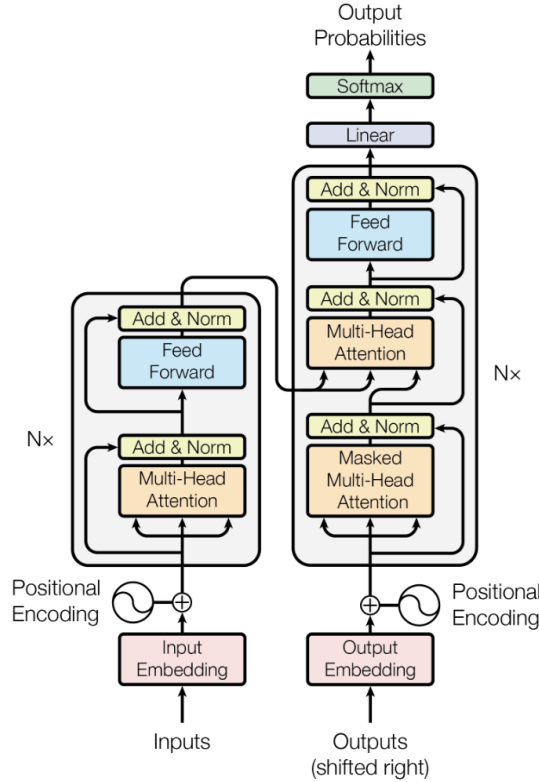 Output
Probabilities
Softmax
Linear
Add & Norm
Feed
Forward
Add & Norm
Multi-Head
Attention
Nx
Add & Norm
Masked
Multi-Head
Attention
Add & Norm
Feed
Forward
N×
Add & Norm
Multi-Head
Attention
Positional
Encoding
Positional
Encoding
Input
Embedding
Output
Embedding
Inputs
Outputs
(shifted right)